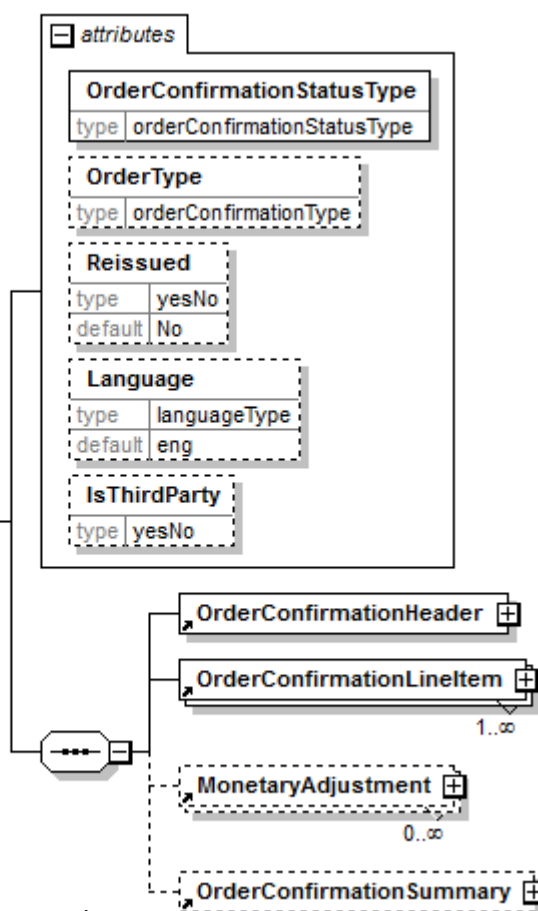 attributes
OrderConfirmationStatusType
type orderConfirmationStatusType
OrderType
type orderConfirmationType
Reissued
type yesNo
default No
Language
type languageType
default eng
IsThirdParty
type yesNo
OrderConfirmationHeader
OrderConfirmationLineItem
1..∞
MonetaryAdjustment
0..∞
OrderConfirmationSummary